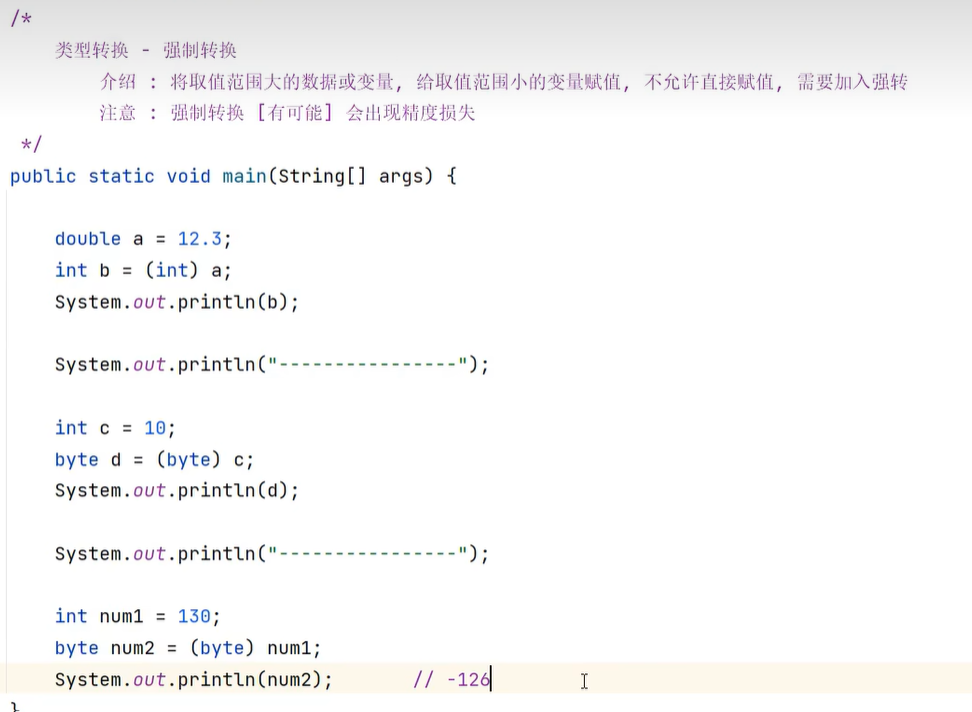 /*
类型转换 - 强制转换
介绍 : 将取值范围大的数据或变量, 给取值范围小的变量赋值, 不允许直接赋值, 需要加入强转
注意 : 强制转换 [有可能] 会出现精度损失
*/
public static void main(String[] args) {
double a = 12.3;
int b = (int) a;
System.out.println(b);
System.out.println("----------------");
int c = 10;
byte d = (byte) c;
System.out.println(d);
System.out.println("----------------");
int num1 = 130;
byte num2 = (byte) num1;
System.out.println(num2); // -126
}